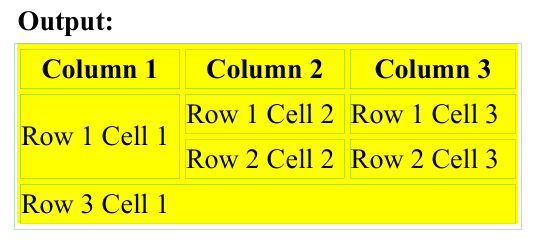 Output:
Column 1 Column 2 Column 3
Row 1 Cell 1 Row 1 Cell 2 Row 1 Cell 3
Row 2 Cell 2 Row 2 Cell 3
Row 3 Cell 1